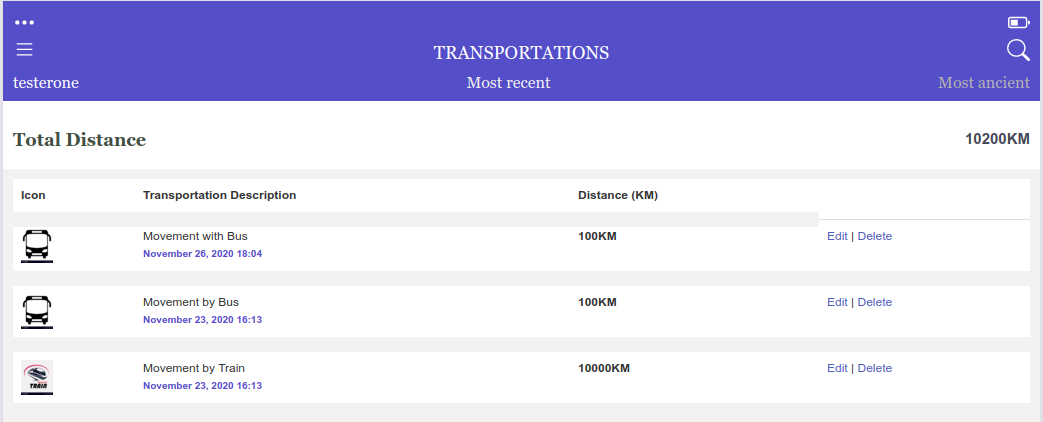 TRANSPORTATIONS
testerone Most recent Most ancient
Total Distance 10200KM
Icon Transportation Description Distance (KM)
Movement with Bus 100KM Edit | Delete
November 26, 2020 18:04
Movement by Bus 100KM Edit | Delete
November 23, 2020 16:13
Movement by Train 10000KM Edit | Delete
TRAIN
November 23, 2020 16:13